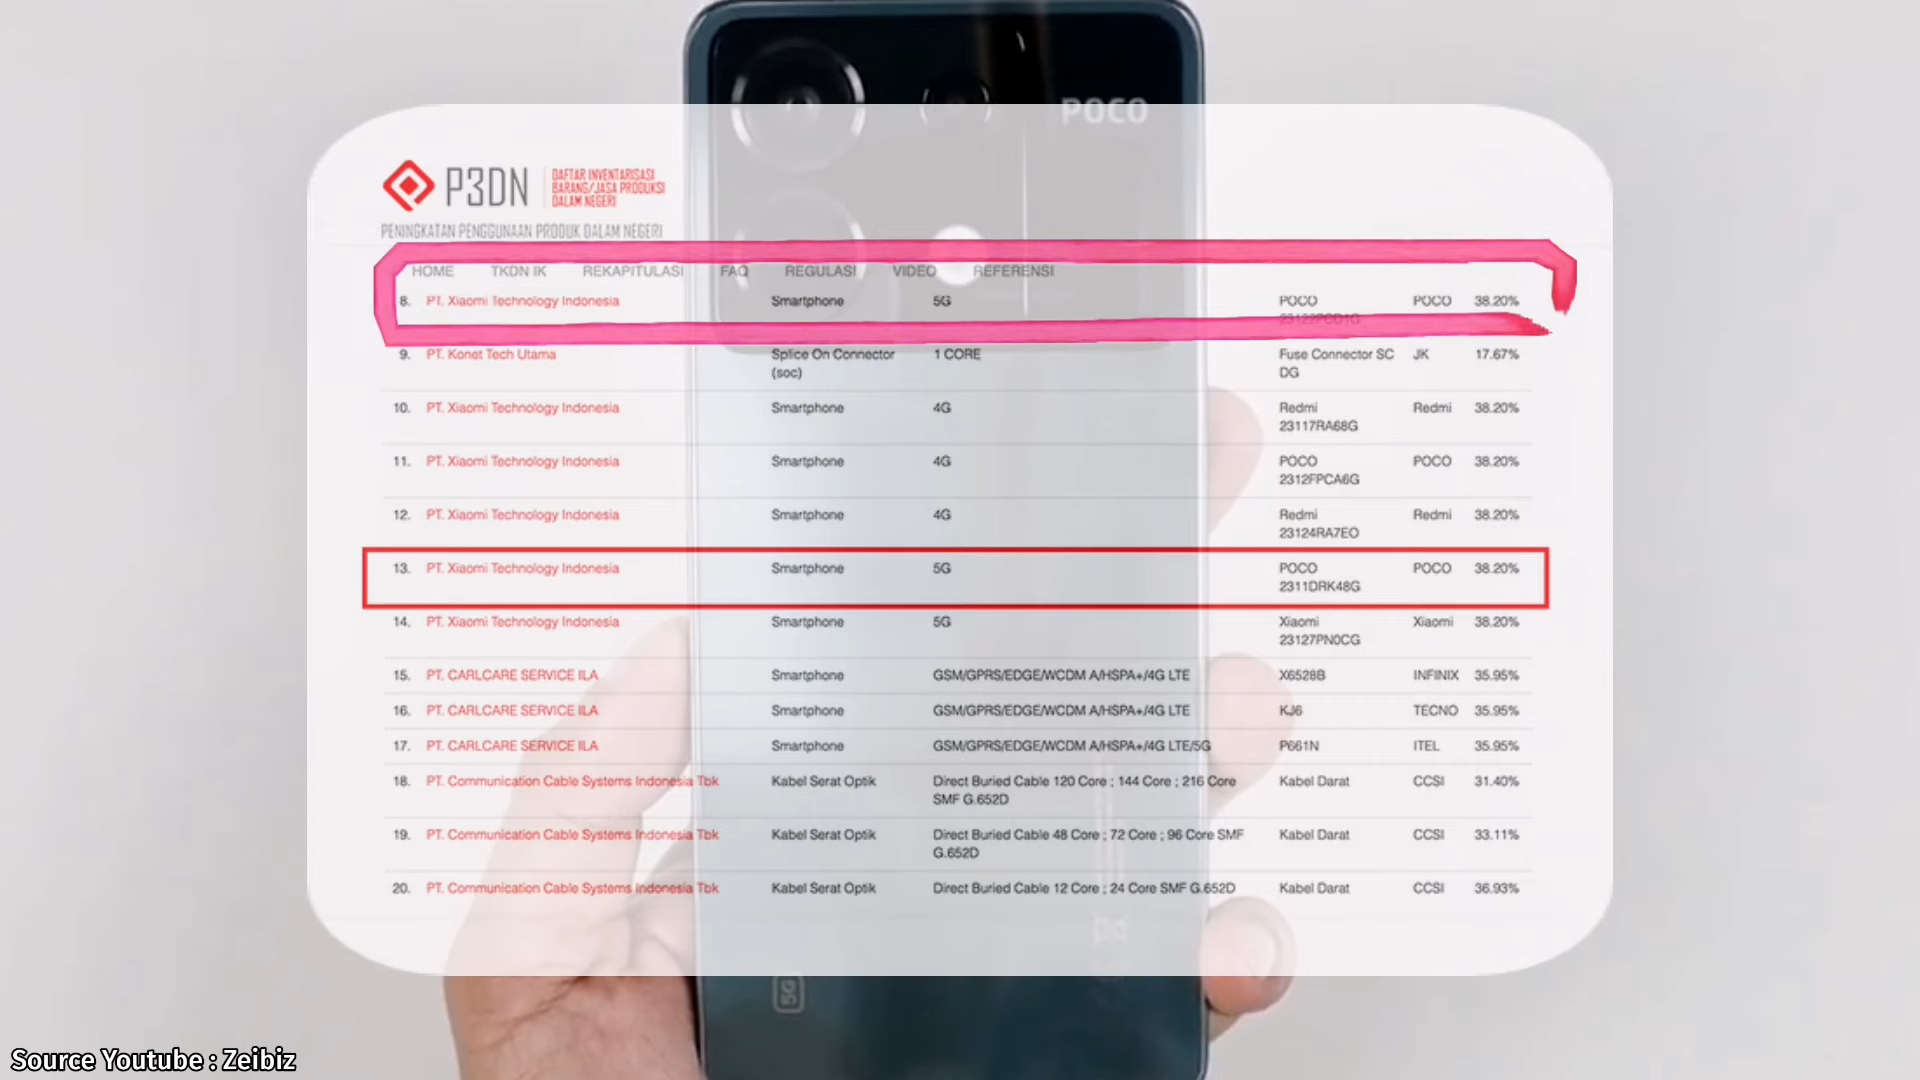 POCO
P3DN
DAFTAR INVENTARISASI
BARANG/JASA PRODUKSI
DALAM NEGERI
PENINGKATAN PENGGUNAAN PRODUK DALAM NEGERI
HOME TKDN IK REKAPITULASI FAQ REGULASI VIDEO REFERENSI
8. PT. Xiaomi Technology Indonesia Smartphone 5G POCO POCO 38.20%
23122PCD1G
9. PT. Konet Tech Utama Splice On Connector 1 CORE Fuse Connector SC JK 17.67%
(soc) DG
10. PT. Xiaomi Technology Indonesia Smartphone 4G Redmi Redmi 38.20%
23117RA68G
11. PT. Xiaomi Technology Indonesia Smartphone 4G POCO POCO 38.20%
2312FPCA6G
12. PT. Xiaomi Technology Indonesia Smartphone 4G Redmi Redmi 38.20%
23124RA7EO
13. PT. Xiaomi Technology Indonesia Smartphone 5G POCO POCO 38.20%
2311DRK48G
14. PT. Xiaomi Technology Indonesia Smartphone 5G Xiaomi Xiaomi 38.20%
23127PN0CG
15. PT. CARLCARE SERVICE ILA Smartphone GSM/GPRS/EDGE/WCDM A/HSPA+/4G LTE X6528B INFINIX 35.95%
16. PT. CARLCARE SERVICE ILA Smartphone GSM/GPRS/EDGE/WCDM A/HSPA+/4G LTE KJ6 TECNO 35.95%
17. PT. CARLCARE SERVICE ILA Smartphone GSM/GPRS/EDGE/WCDM A/HSPA+/4G LTE/5G P661N ITEL 35.95%
18. PT. Communication Cable Systems Indonesia Tbk Kabel Serat Optik Direct Buried Cable 120 Core ; 144 Core ; 216 Core Kabel Darat CCSI 31.40%
SMF G.652D
19. PT. Communication Cable Systems Indonesia Tbk Kabel Serat Optik Direct Buried Cable 48 Core ; 72 Core ; 96 Core SMF Kabel Darat CCSI 33.11%
G.652D
20. PT. Communication Cable Systems Indonesia Tbk Kabel Serat Optik Direct Buried Cable 12 Core ; 24 Core SMF G.652D Kabel Darat CCSI 36.93%
5G
Source Youtube : Zeibiz